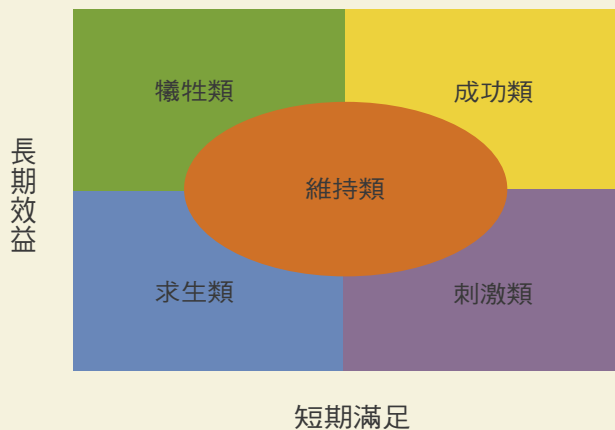 犧牲類
成功類
長期效益
維持類
求生類
刺激類
短期滿足